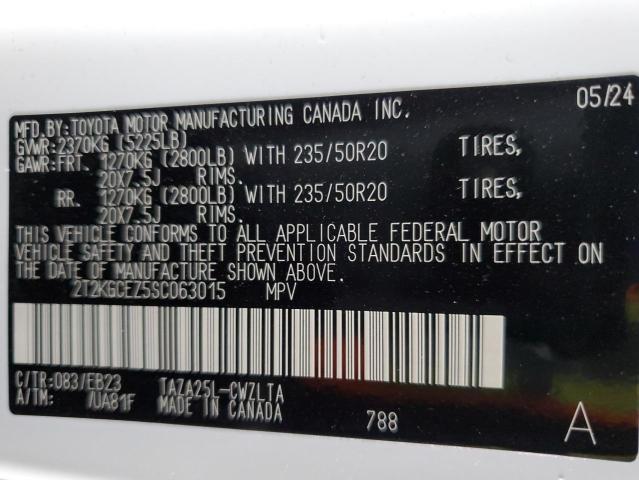 05/24
MFD.BY:TOYOTA MOTOR MANUFACTURING CANADA INC.
GVWR:2370KG (5225LB)
GAWR:FRT. 1270KG (2800LB) WITH 235/50R20 TIRES,
20X7.5J RIMS.
RR. 1270KG (2800LB) WITH 235/50R20 TIRES,
20X7.5J RIMS.
THIS VEHICLE CONFORMS TO ALL APPLICABLE FEDERAL MOTOR
VEHICLE SAFETY AND THEFT PREVENTION STANDARDS IN EFFECT ON
THE DATE OF MANUFACTURE SHOWN ABOVE.
2T2KGCEZ5SC063015 MPV
C/TR:083/EB23 TAZA25L-CWZLTA
A/TM: /UA81F MADE IN CANADA
788 A